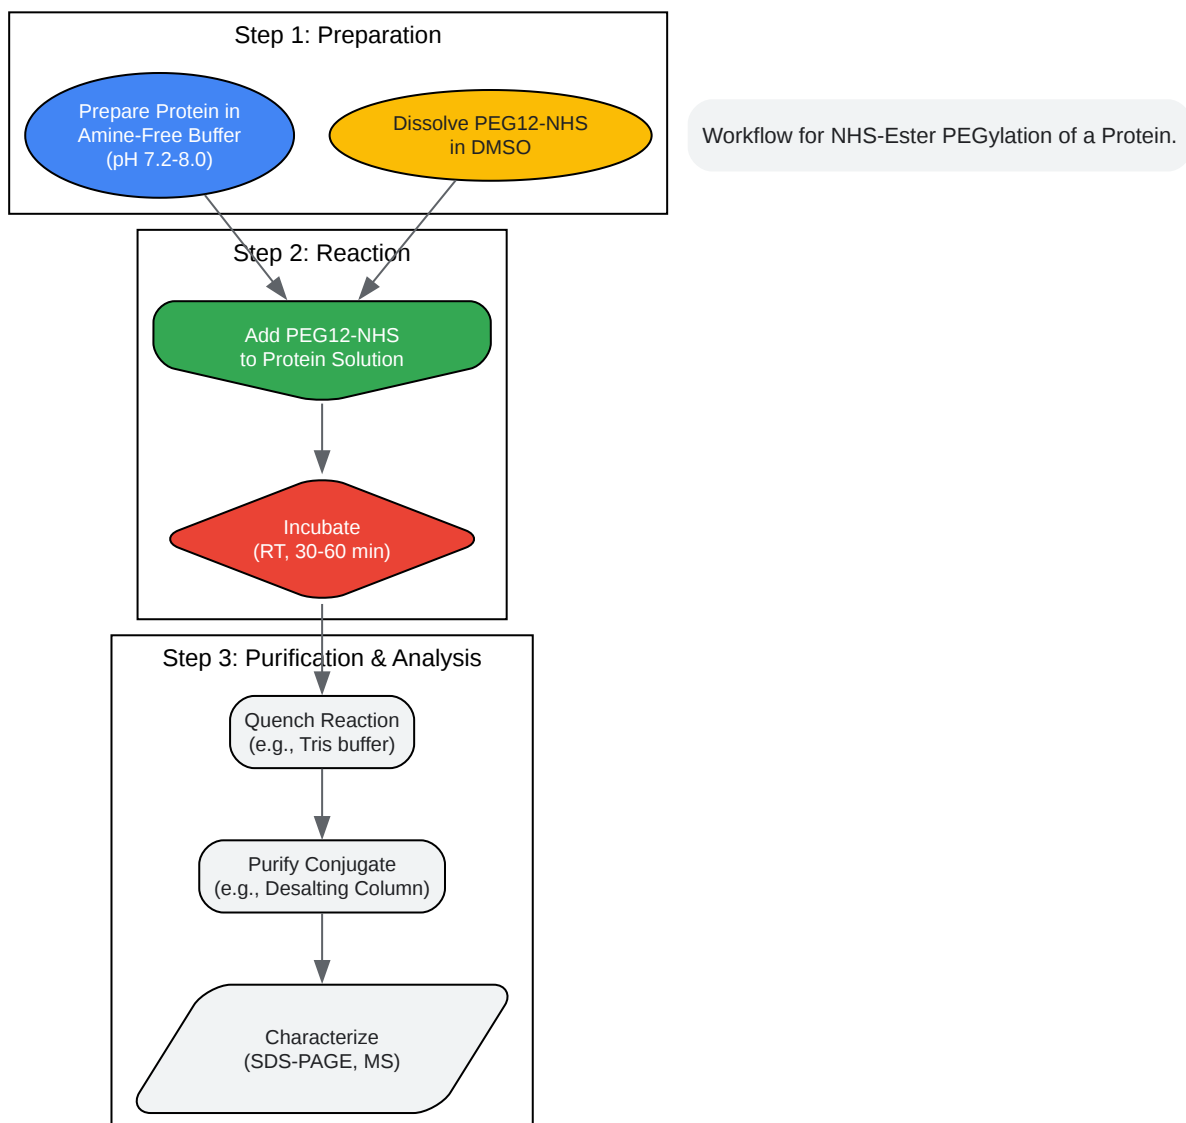 Step 1: Preparation
Prepare Protein in
Amine-Free Buffer
(pH 7.2-8.0)
Dissolve PEG12-NHS
in DMSO
Workflow for NHS-Ester PEGylation of a Protein.
Step 2: Reaction
Add PEG12-NHS
to Protein Solution
Incubate
(RT, 30-60 min)
Step 3: Purification & Analysis
Quench Reaction
(e.g., Tris buffer)
Purify Conjugate
(e.g., Desalting Column)
Characterize
(SDS-PAGE, MS)